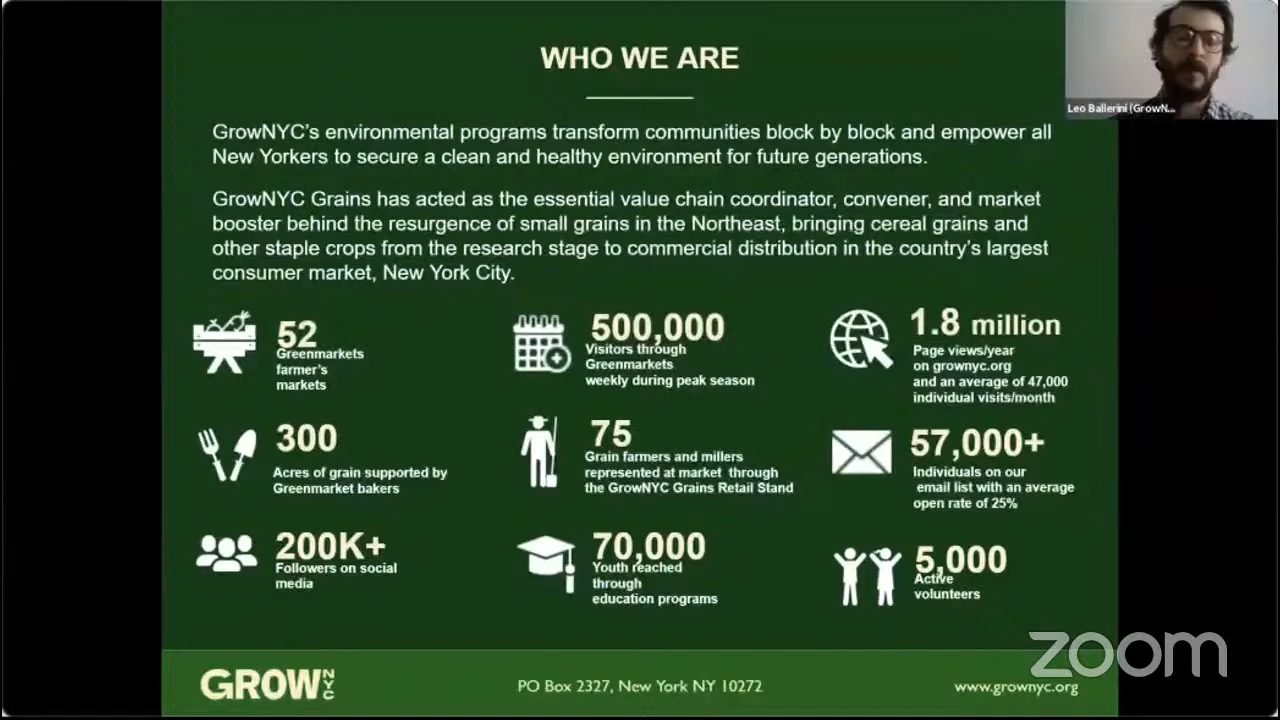 WHO WE ARE
Leo Ballerini (GrowN...
GrowNYC's environmental programs transform communities block by block and empower all
New Yorkers to secure a clean and healthy environment for future generations.
GrowNYC Grains has acted as the essential value chain coordinator, convener, and market
booster behind the resurgence of small grains in the Northeast, bringing cereal grains and
other staple crops from the research stage to commercial distribution in the country's largest
consumer market, New York City.
52
Greenmarkets
farmer's
markets
500,000
Visitors through
Greenmarkets
weekly during peak season
1.8 million
Page views/year
on grownyc.org
and an average of 47,000
individual visits/month
300
Acres of grain supported by
Greenmarket bakers
75
Grain farmers and millers
represented at market through
the GrowNYC Grains Retail Stand
57,000+
Individuals on our
email list with an average
open rate of 25%
200K+
Followers on social
media
70,000
Youth reached
through
education programs
5,000
Active
volunteers
zoom
GROWNYC
PO Box 2327, New York NY 10272
www.grownyc.org